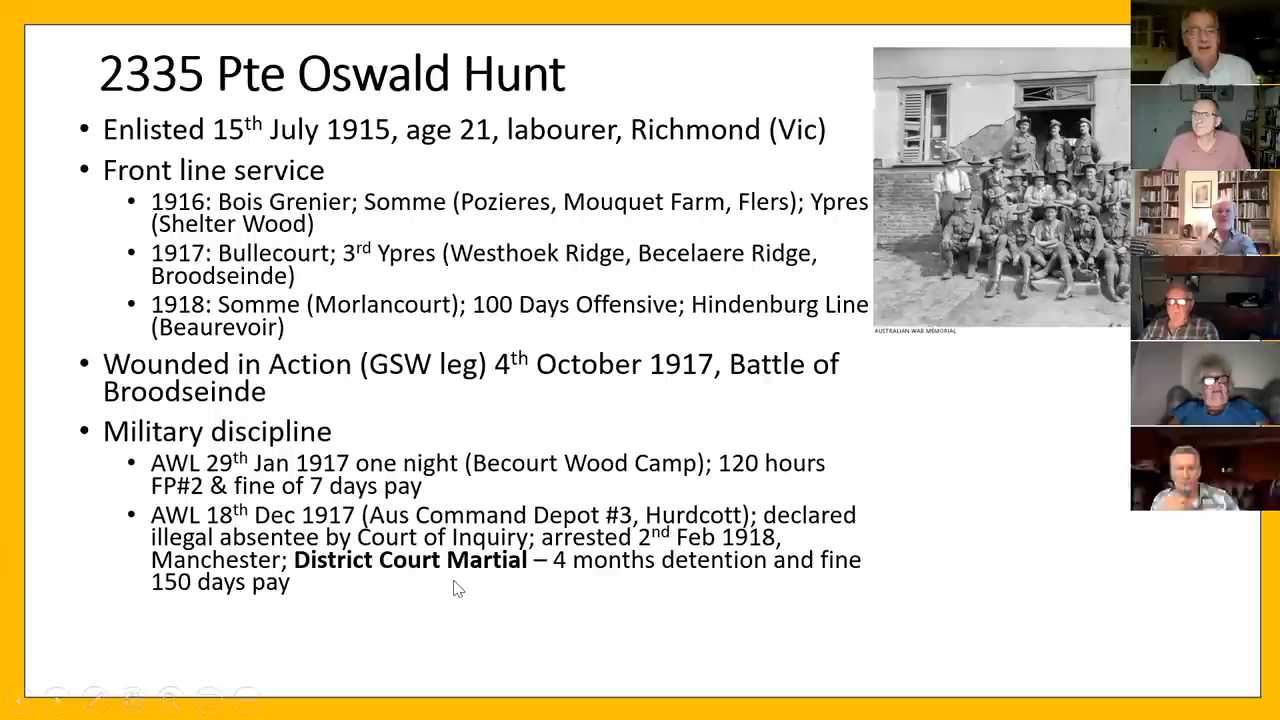 2335 Pte Oswald Hunt
• Enlisted 15th July 1915, age 21, labourer, Richmond (Vic)
• Front line service
• 1916: Bois Grenier; Somme (Pozieres, Mouquet Farm, Flers); Ypres
(Shelter Wood)
• 1917: Bullecourt; 3rd Ypres (Westhoek Ridge, Becelaere Ridge,
Broodseinde)
• 1918: Somme (Morlancourt); 100 Days Offensive; Hindenburg Line
(Beaurevoir)
• Wounded in Action (GSW leg) 4th October 1917, Battle of
Broodseinde
• Military discipline
• AWL 29th Jan 1917 one night (Becourt Wood Camp); 120 hours
FP#2 & fine of 7 days pay
• AWL 18th Dec 1917 (Aus Command Depot #3, Hurdcott); declared
illegal absentee by Court of Inquiry; arrested 2nd Feb 1918,
Manchester; District Court Martial – 4 months detention and fine
150 days pay
AUSTRALIAN WAR MEMORIAL